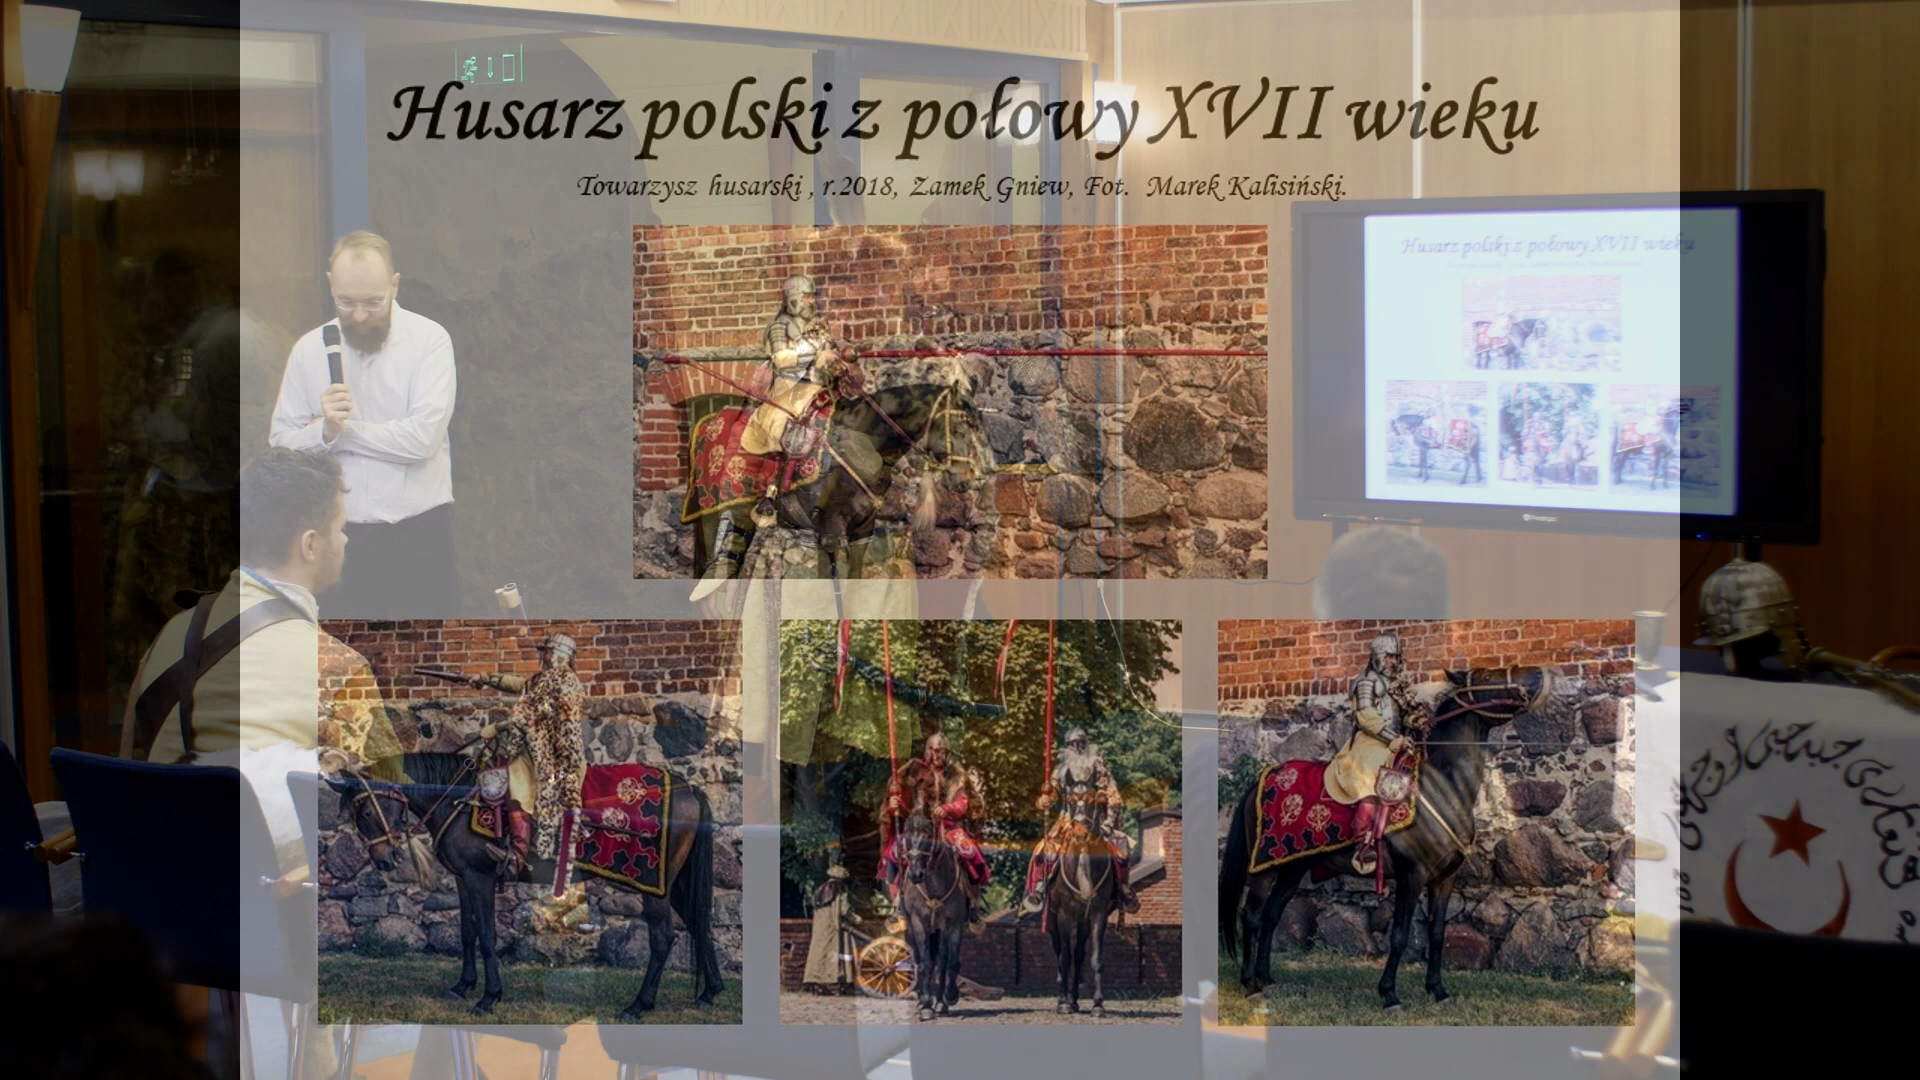 Husarz polski z połowy XVII wieku
Towarzysz husarski , r.2018, Zamek Gniew, Fot. Marek Kalisiński.
Husarz polski z połowy XVII wieku